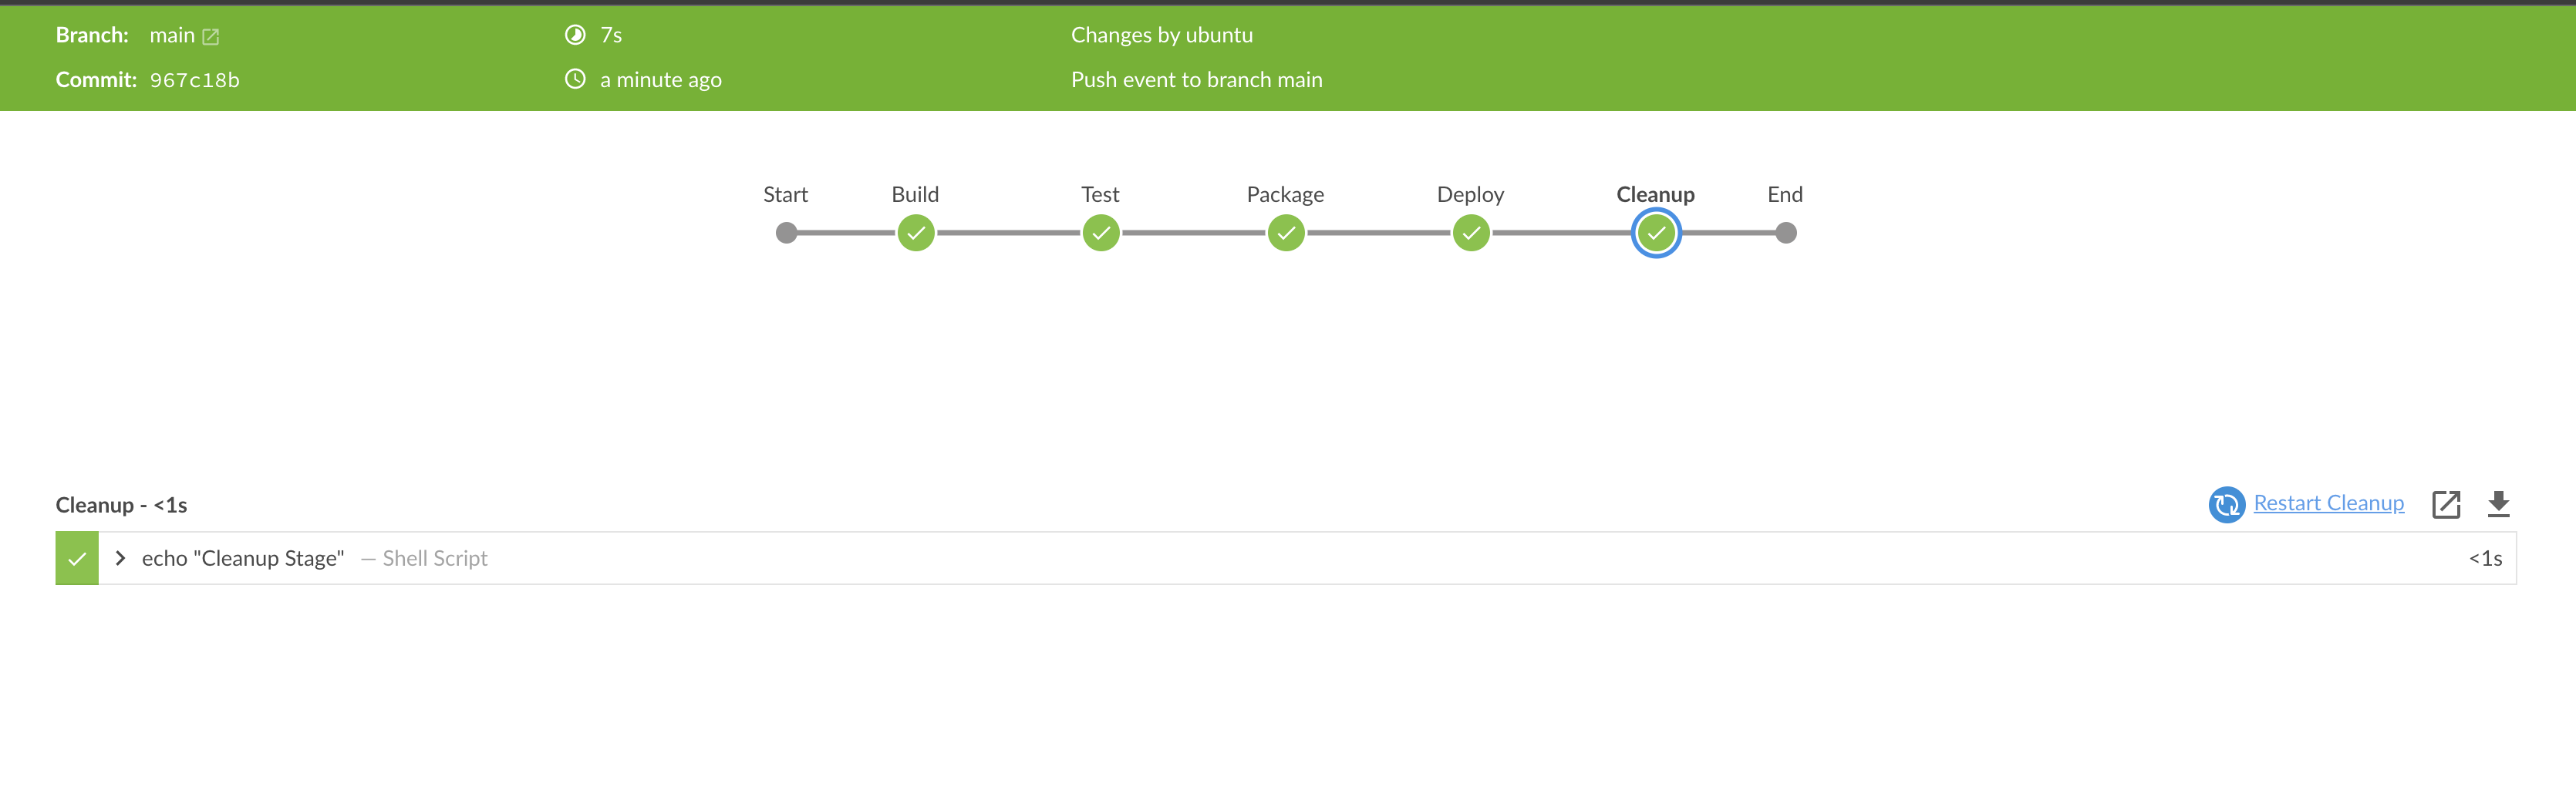 Branch: main 7s Changes by ubuntu
Commit: 967c18b a minute ago Push event to branch main
Start Build Test Package Deploy Cleanup End
Cleanup - <1s Restart Cleanup
echo "Cleanup Stage" — Shell Script <1s